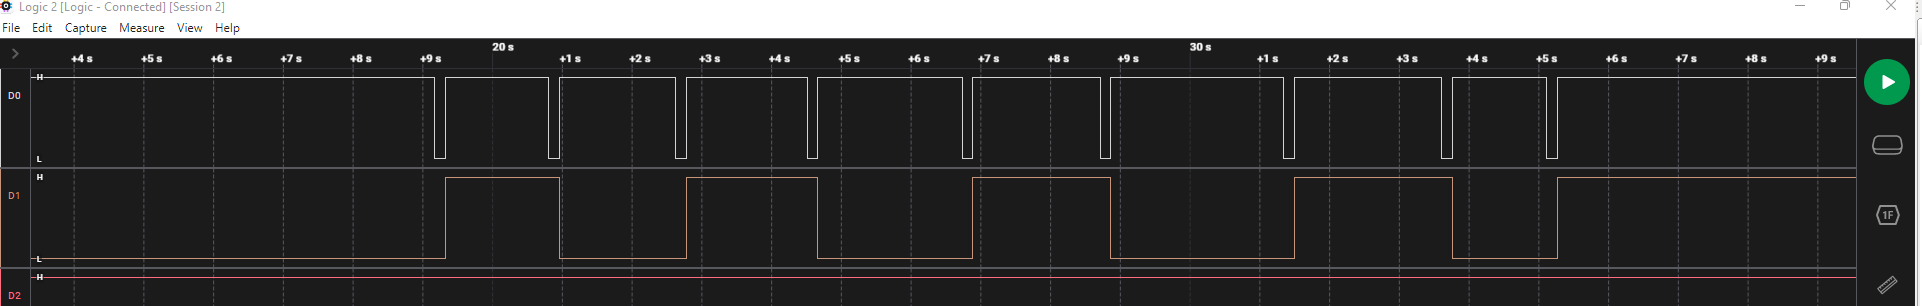 Logic 2 [Logic - Connected] [Session 2]
File Edit Capture Measure View Help
20 s 30 s
+4 s +5 s +6 s +7 s +8 s +9 s +1 s +2 s +3 s +4 s +5 s +6 s +7 s +8 s +9 s +1 s +2 s +3 s +4 s +5 s +6 s +7 s +8 s +9 s
H
D0
L
H
D1
L
H
D2
1F